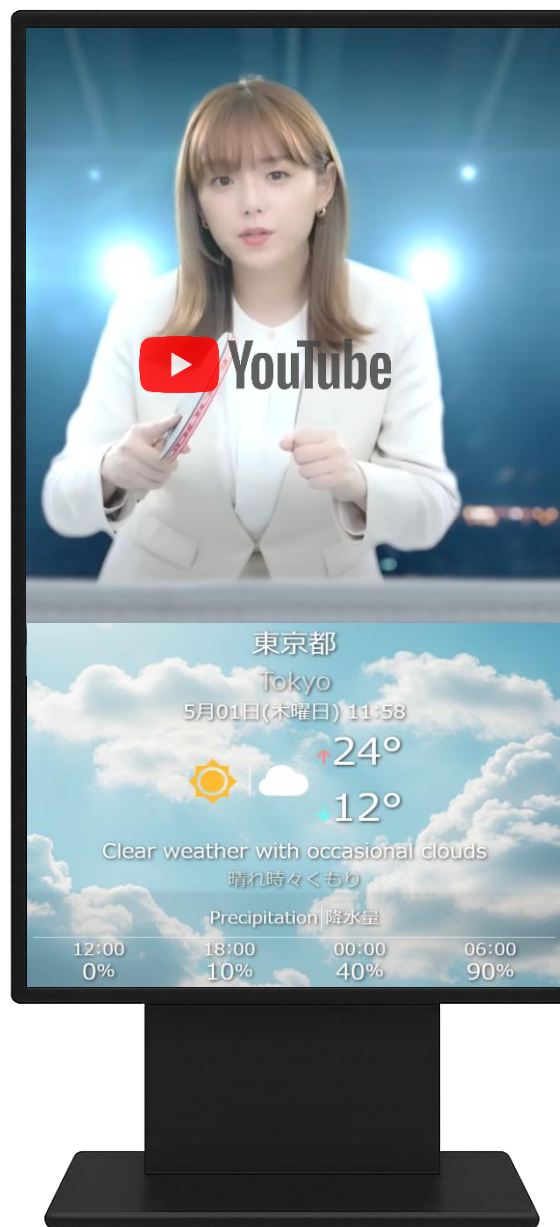 YouTube
東京都
Tokyo
5月01日(木曜日) 11:58
↑24°
↓12°
Clear weather with occasional clouds
晴れ時々くもり
Precipitation|降水量
12:00 18:00 00:00 06:00
0% 10% 40% 90%